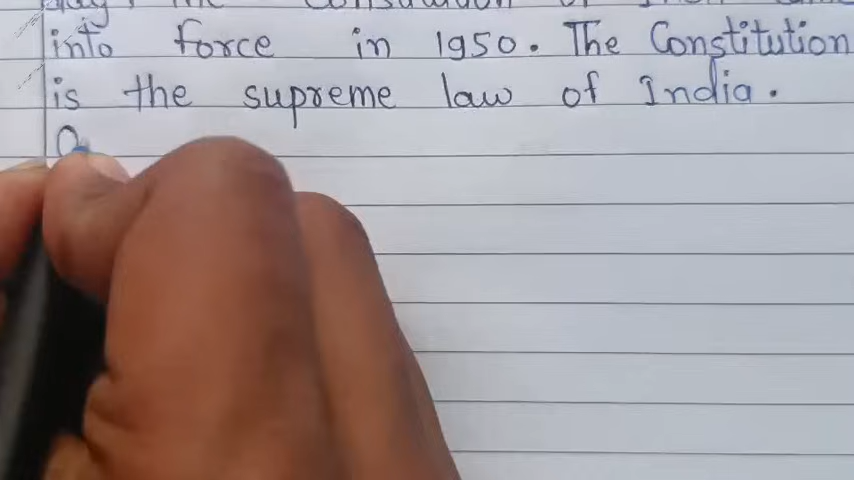 into force in 1950. The Constitution
is the supreme law of India.